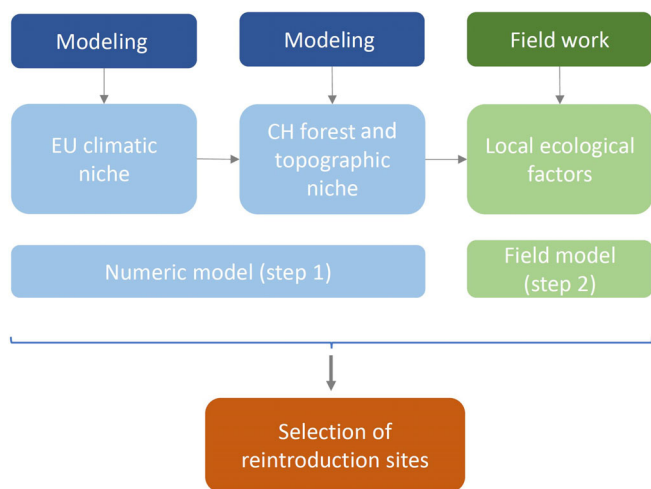 Modeling
Modeling
Field work
EU climatic
niche
CH forest and
topographic
niche
Local ecological
factors
Numeric model (step 1)
Field model
(step 2)
Selection of
reintroduction sites